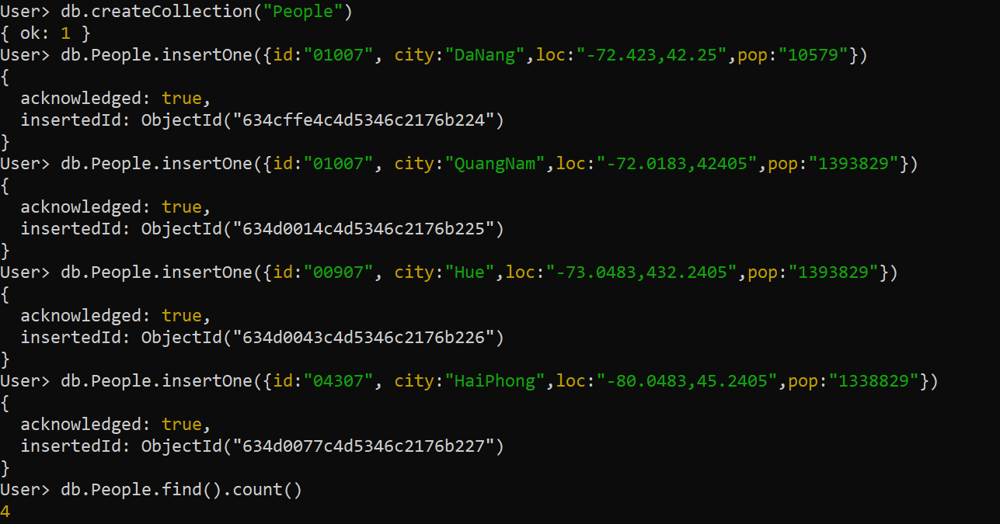 User> db.createCollection("People")
{ ok: 1 }
User> db.People.insertOne({id:"01007", city:"DaNang",loc:"-72.423,42.25",pop:"10579"})
{
  acknowledged: true,
  insertedId: ObjectId("634cffe4c4d5346c2176b224")
}
User> db.People.insertOne({id:"01007", city:"QuangNam",loc:"-72.0183,42405",pop:"1393829"})
{
  acknowledged: true,
  insertedId: ObjectId("634d0014c4d5346c2176b225")
}
User> db.People.insertOne({id:"00907", city:"Hue",loc:"-73.0483,432.2405",pop:"1393829"})
{
  acknowledged: true,
  insertedId: ObjectId("634d0043c4d5346c2176b226")
}
User> db.People.insertOne({id:"04307", city:"HaiPhong",loc:"-80.0483,45.2405",pop:"1338829"})
{
  acknowledged: true,
  insertedId: ObjectId("634d0077c4d5346c2176b227")
}
User> db.People.find().count()
4